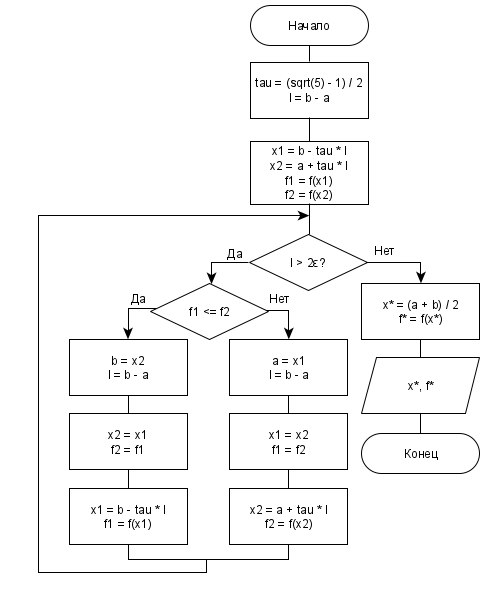 Начало
tau = (sqrt(5) - 1) / 2
l = b - a
x1 = b - tau * l
x2 = a + tau * l
f1 = f(x1)
f2 = f(x2)
l > 2ε?
Да
Нет
f1 <= f2
Да
Нет
x* = (a + b) / 2
f* = f(x*)
b = x2
l = b - a
a = x1
l = b - a
x*, f*
x2 = x1
f2 = f1
x1 = x2
f1 = f2
Конец
x1 = b - tau * l
f1 = f(x1)
x2 = a + tau * l
f2 = f(x2)